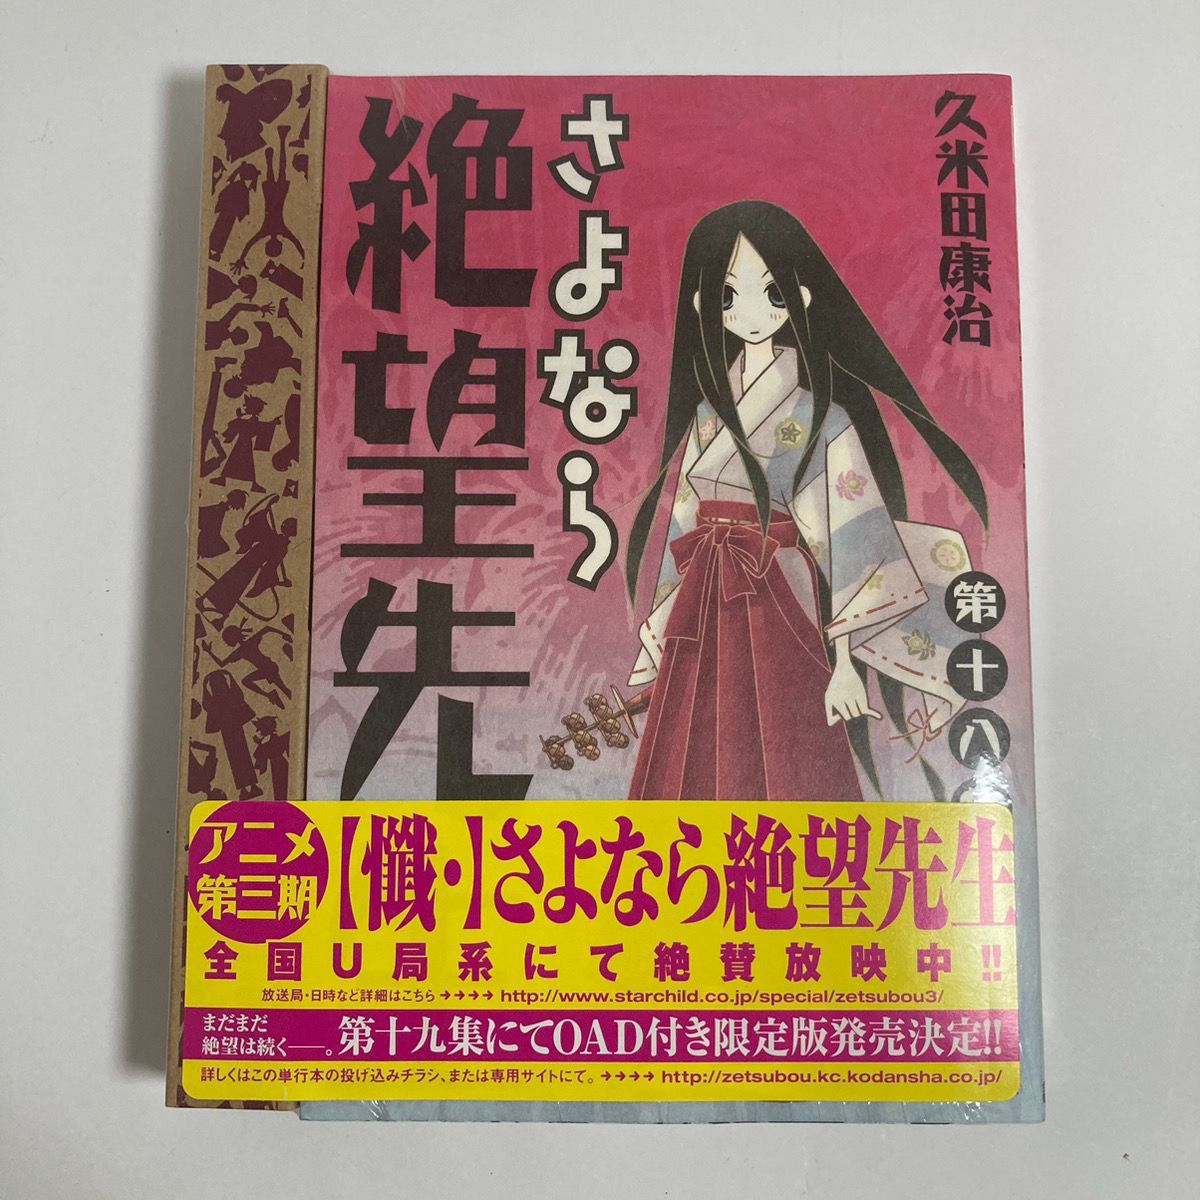 久米田康治
さよなら
絶望先
第十八
アニメ
第三期
【懺・】さよなら絶望先生
全国U局系にて絶賛放映中!!
放送局・日時など詳細はこちら→→→→ http://www.starchild.co.jp/special/zetsubou3/
まだまだ
絶望は続く──。
第十九集にてOAD付き限定版発売決定!!
詳しくはこの単行本の投げ込みチラシ、または専用サイトにて。→→→→ http://zetsubou.kc.kodansha.co.jp/